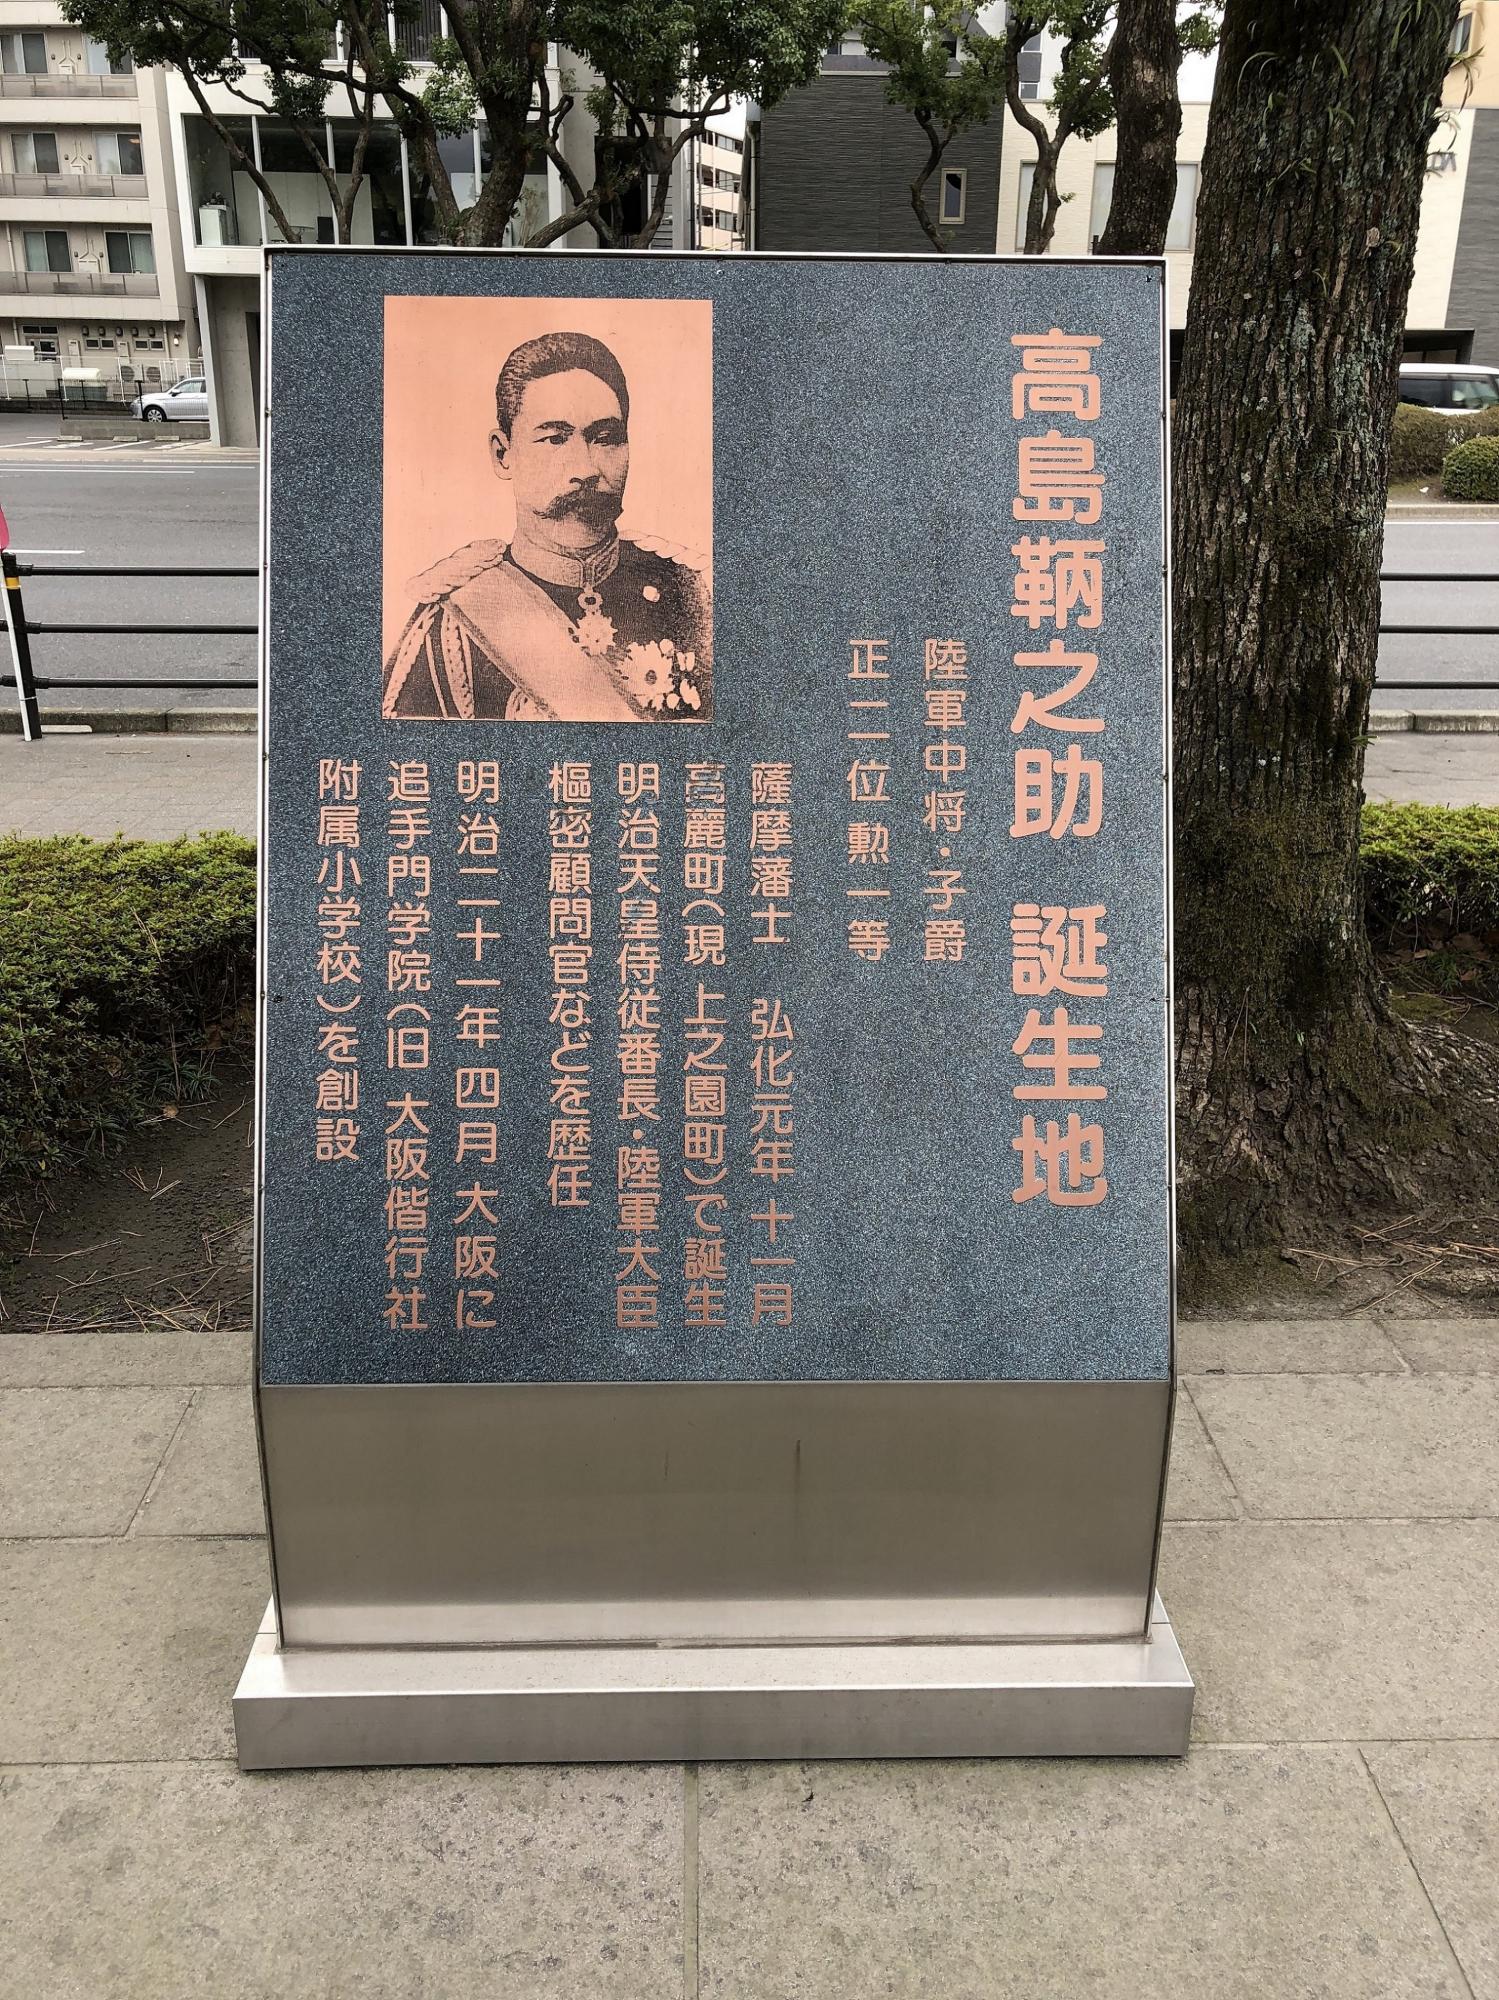 高島鞆之助 誕生地
陸軍中将・子爵
正二位 勲一等
薩摩藩士 弘化元年 十一月
高麗町(現 上之園町)で誕生
明治天皇侍従番長・陸軍大臣
枢密顧問官などを歴任
明治二十一年 四月 大阪に
追手門学院(旧 大阪偕行社
附属小学校)を創設